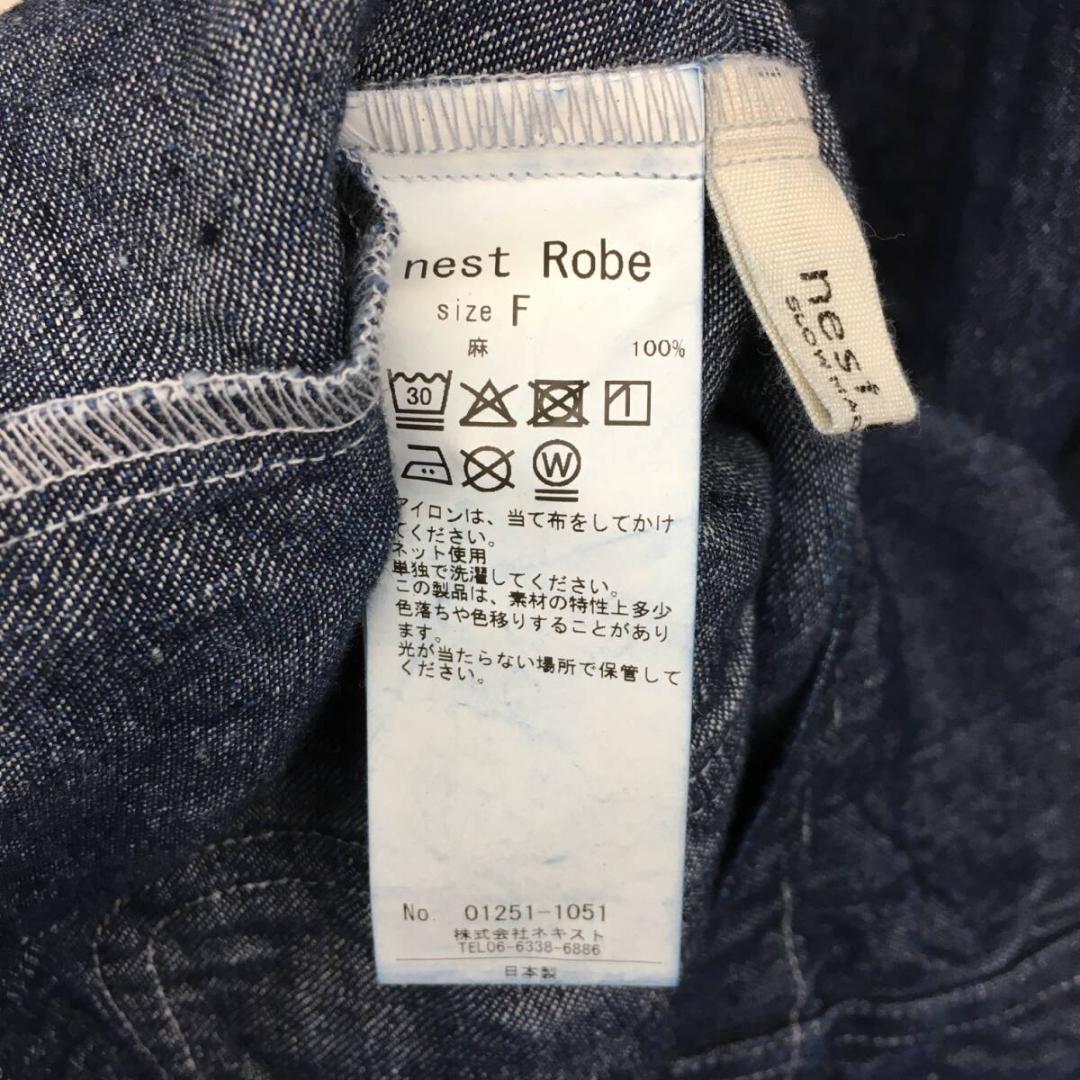 nest Robe
size F
麻 100%
30
W
アイロンは、当て布をしてかけ
てください。
ネット使用
単独で洗濯してください。
この製品は、素材の特性上多少
色落ちや色移りすることがあり
ます。
光が当たらない場所で保管して
ください。
No. 01251-1051
株式会社ネキスト
TEL06-6338-6886
日本製
nest
SLOW